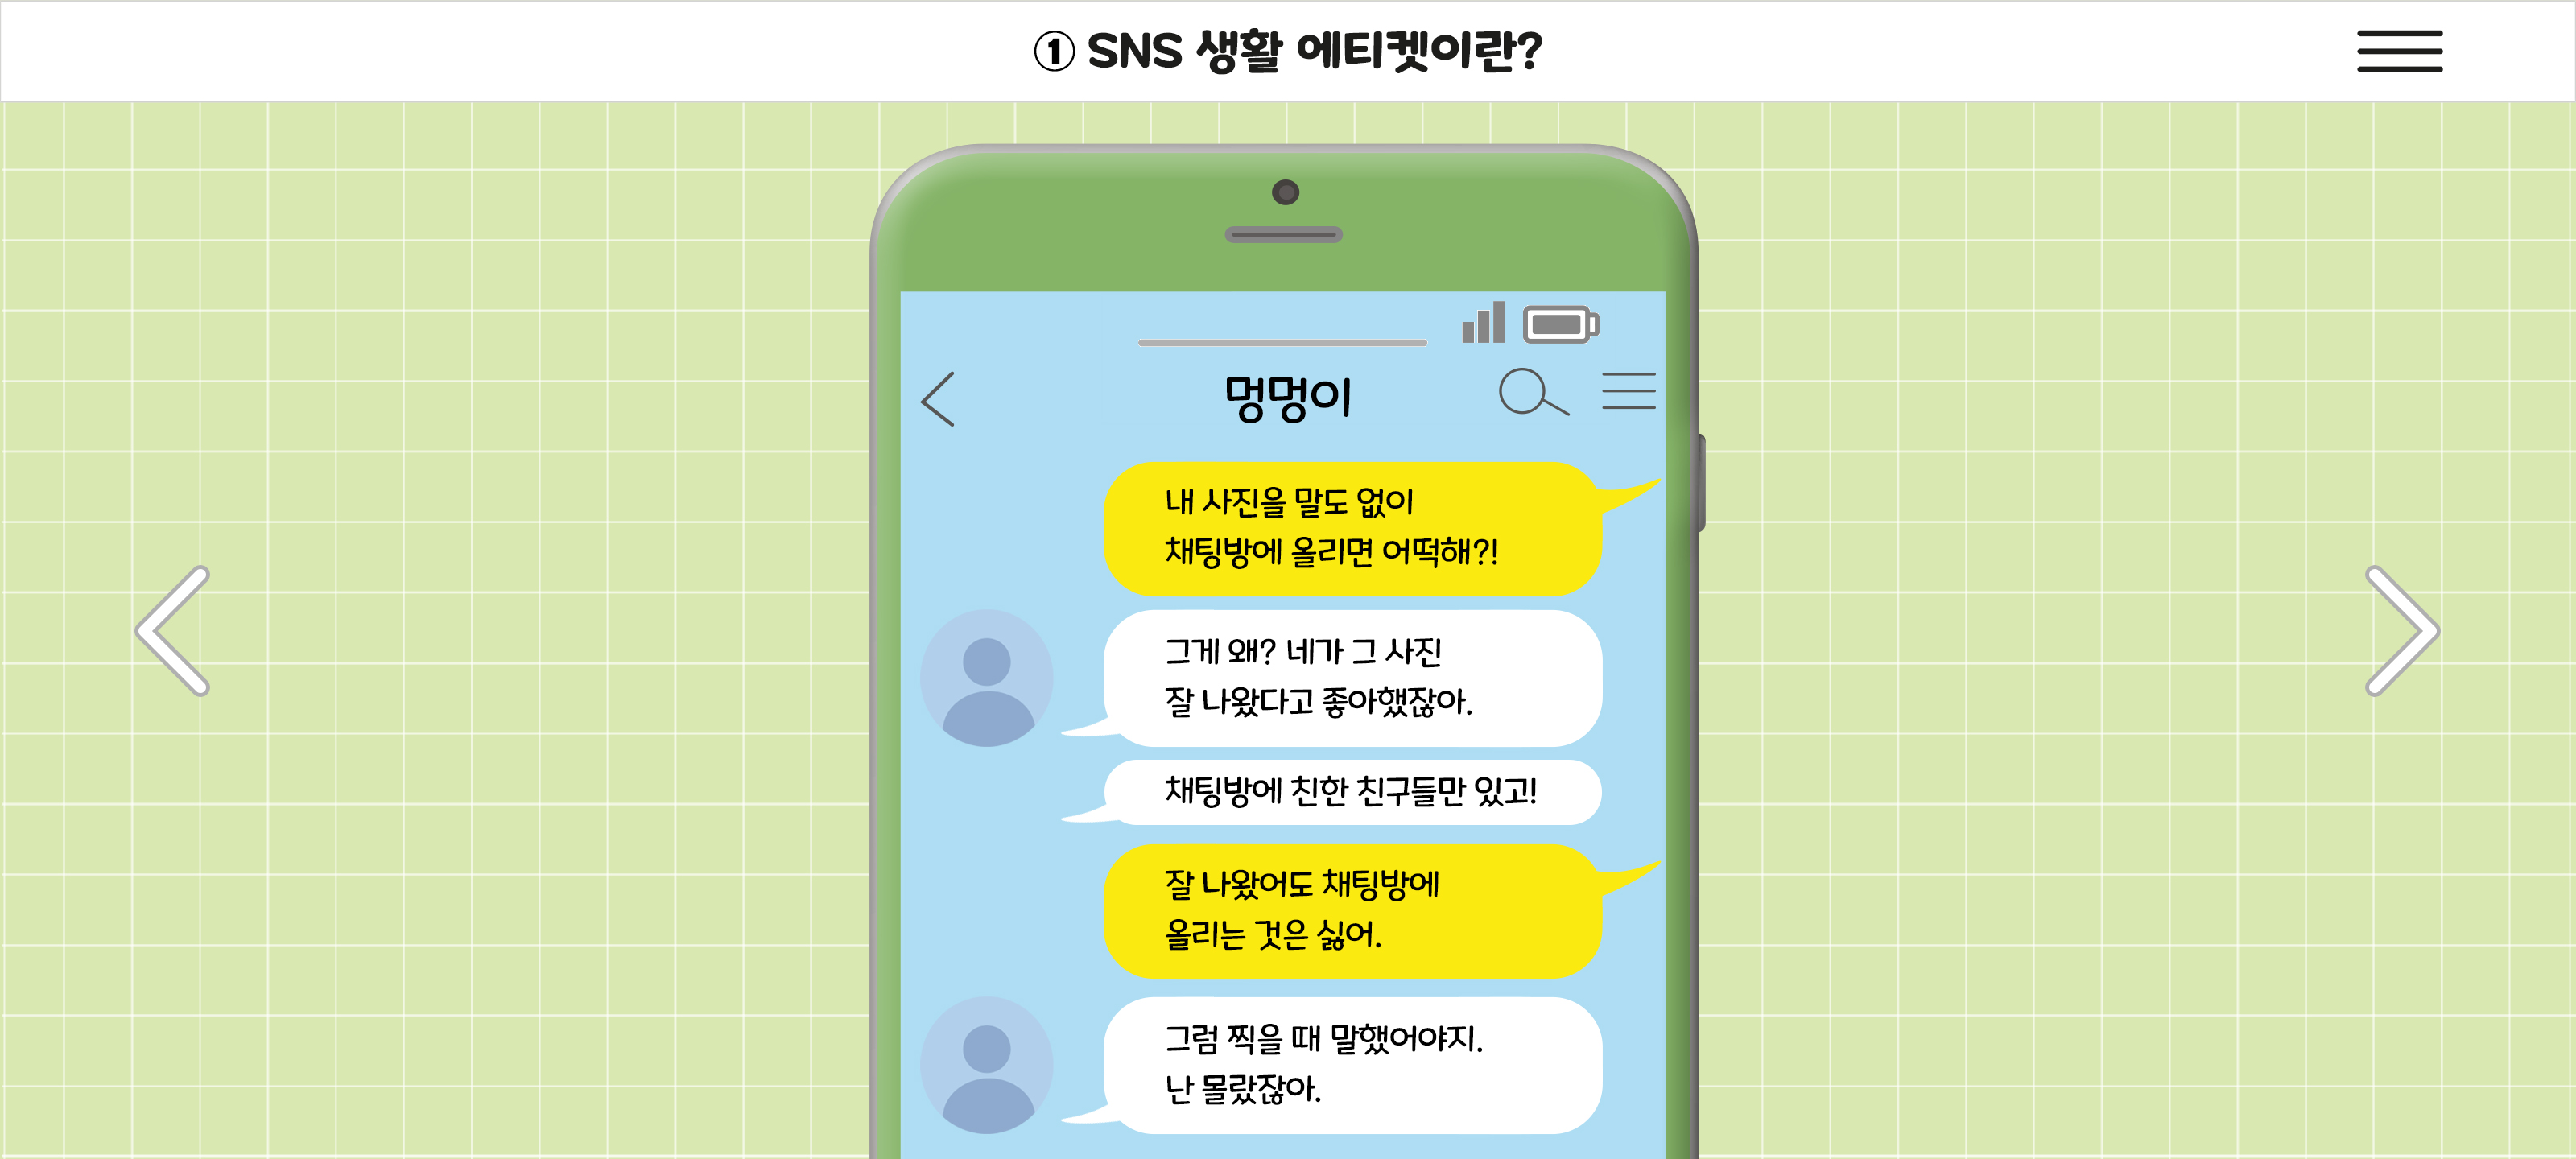 ① SNS 생활 에티켓이란?
멍멍이
내 사진을 말도 없이
채팅방에 올리면 어떡해?!
그게 왜? 네가 그 사진
잘 나왔다고 좋아했잖아.
채팅방에 친한 친구들만 있고!
잘 나왔어도 채팅방에
올리는 것은 싫어.
그럼 찍을 때 말했어야지.
난 몰랐잖아.